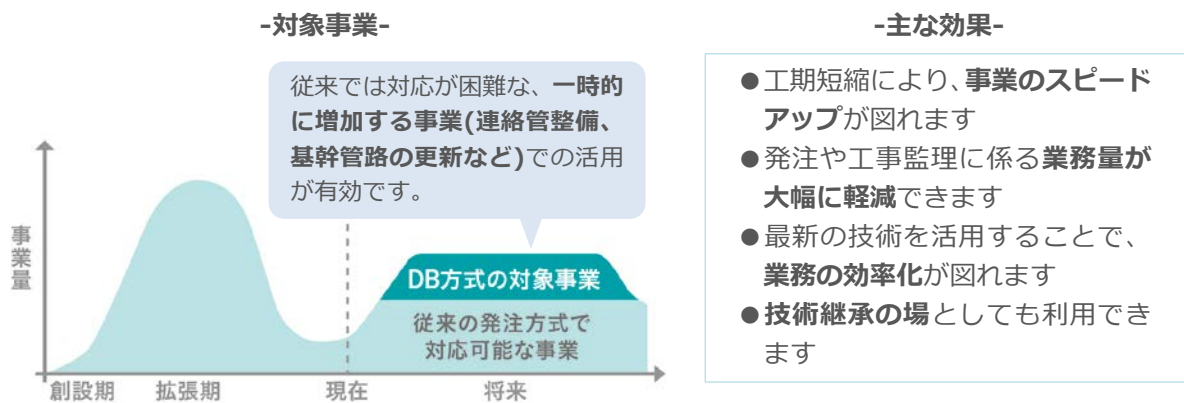 -対象事業-
従来では対応が困難な、一時的
に増加する事業(連絡管整備、
基幹管路の更新など)での活用
が有効です。
事業量
DB方式の対象事業
従来の発注方式で
対応可能な事業
創設期
拡張期
現在
将来
-主な効果-
●工期短縮により、事業のスピード
アップが図れます
●発注や工事監理に係る業務量が
大幅に軽減できます
●最新の技術を活用することで、
業務の効率化が図れます
●技術継承の場としても利用でき
ます